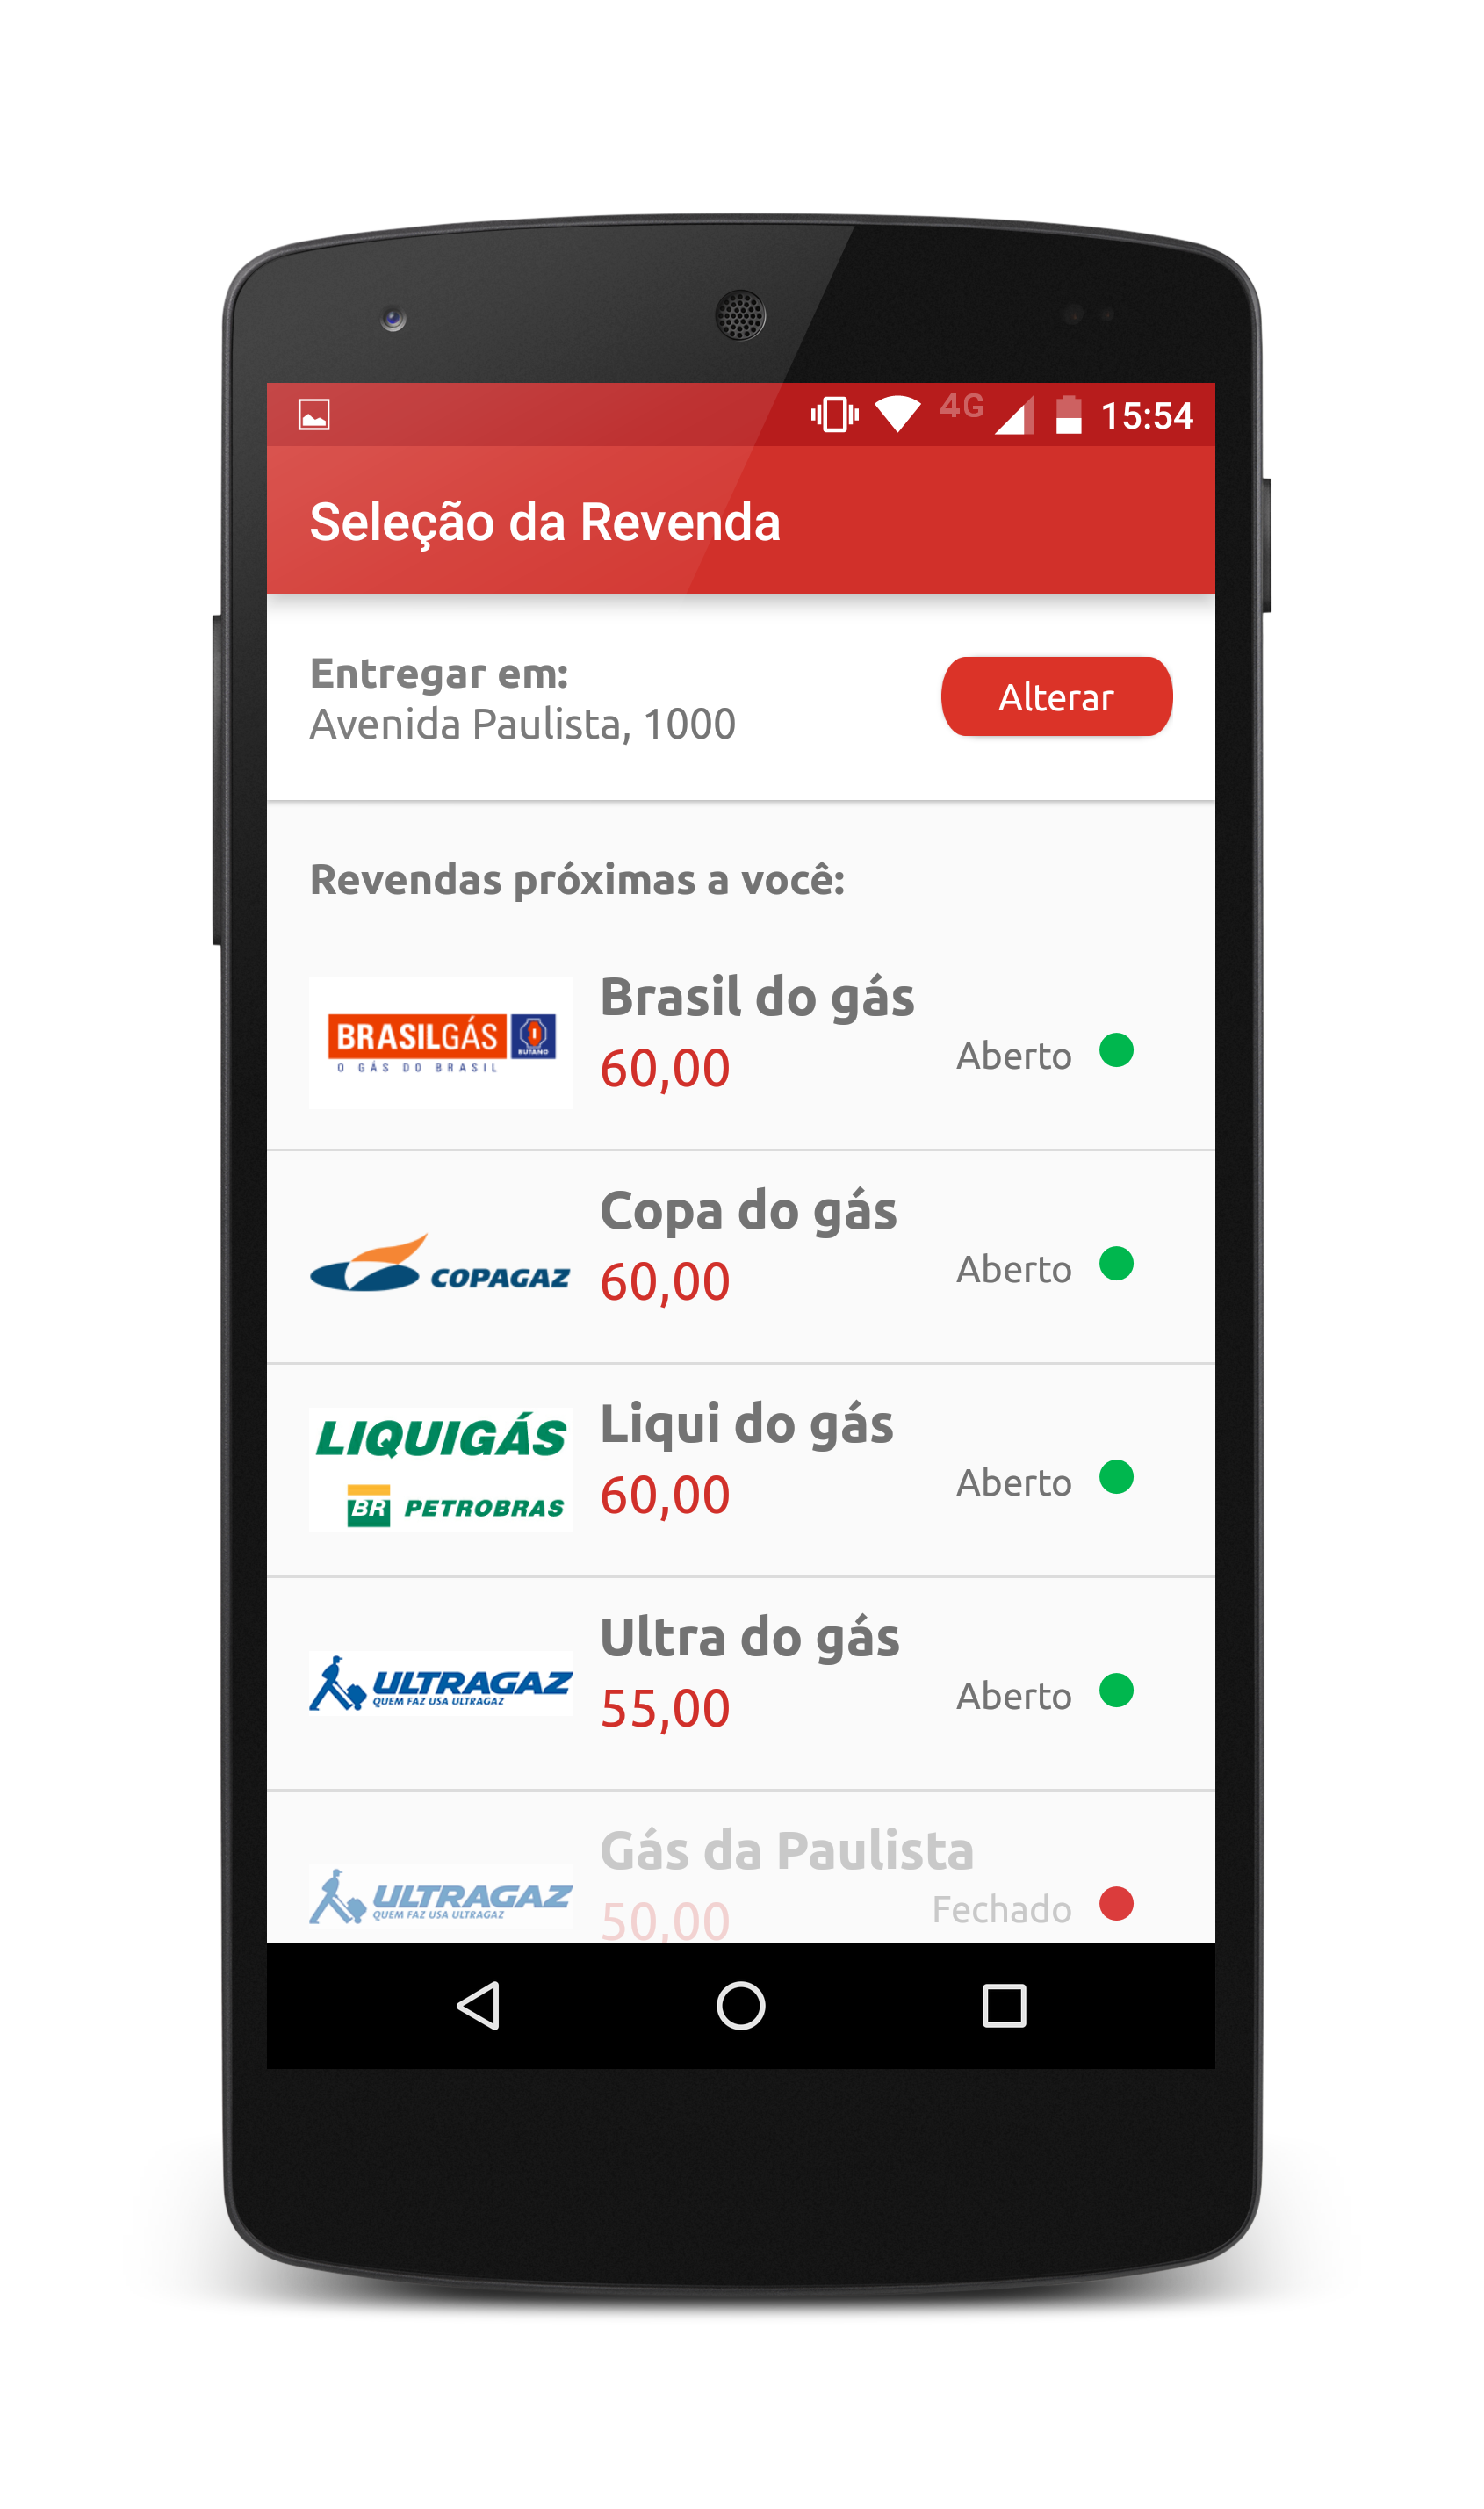 4G 15:54
Seleção da Revenda
Entregar em:
Avenida Paulista, 1000
Alterar
Revendas próximas a você:
BRASILGÁS
BUTANO
O GÁS DO BRASIL
Brasil do gás
60,00
Aberto
COPAGAZ
Copa do gás
60,00
Aberto
LIQUIGÁS
BR PETROBRAS
Liqui do gás
60,00
Aberto
ULTRAGAZ
QUEM FAZ USA ULTRAGAZ
Ultra do gás
55,00
Aberto
ULTRAGAZ
QUEM FAZ USA ULTRAGAZ
Gás da Paulista
50,00
Fechado